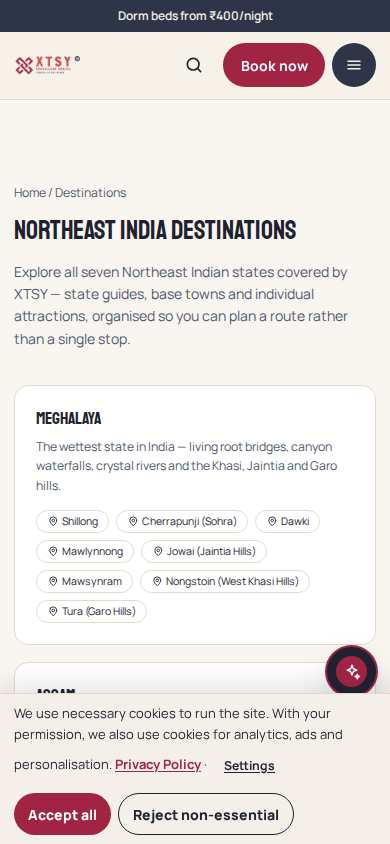 Dorm beds from ₹400/night
XTSY
Book now
Home / Destinations
NORTHEAST INDIA DESTINATIONS
Explore all seven Northeast Indian states covered by
XTSY — state guides, base towns and individual
attractions, organised so you can plan a route rather
than a single stop.
MEGHALAYA
The wettest state in India — living root bridges, canyon
waterfalls, crystal rivers and the Khasi, Jaintia and Garo
hills.
Shillong Cherrapunji (Sohra) Dawki
Mawlynnong Jowai (Jaintia Hills)
Mawsynram Nongstoin (West Khasi Hills)
Tura (Garo Hills)
We use necessary cookies to run the site. With your
permission, we also use cookies for analytics, ads and
personalisation. Privacy Policy · Settings
Accept all Reject non-essential